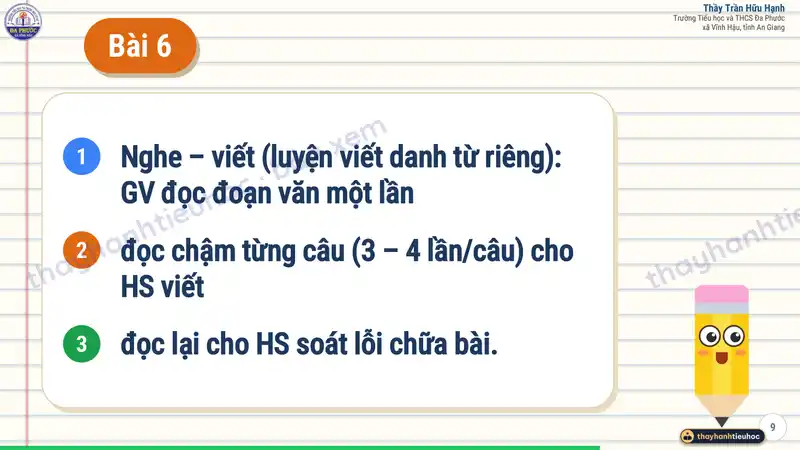 ĐA PHƯỚC
Thầy Trần Hữu Hạnh
Trường Tiểu học và THCS Đa Phước
xã Vĩnh Hậu, tỉnh An Giang
Bài 6
1
Nghe – viết (luyện viết danh từ riêng):
GV đọc đoạn văn một lần
2
đọc chậm từng câu (3 – 4 lần/câu) cho
HS viết
3
đọc lại cho HS soát lỗi chữa bài.
thayhanhtieuhoc
9